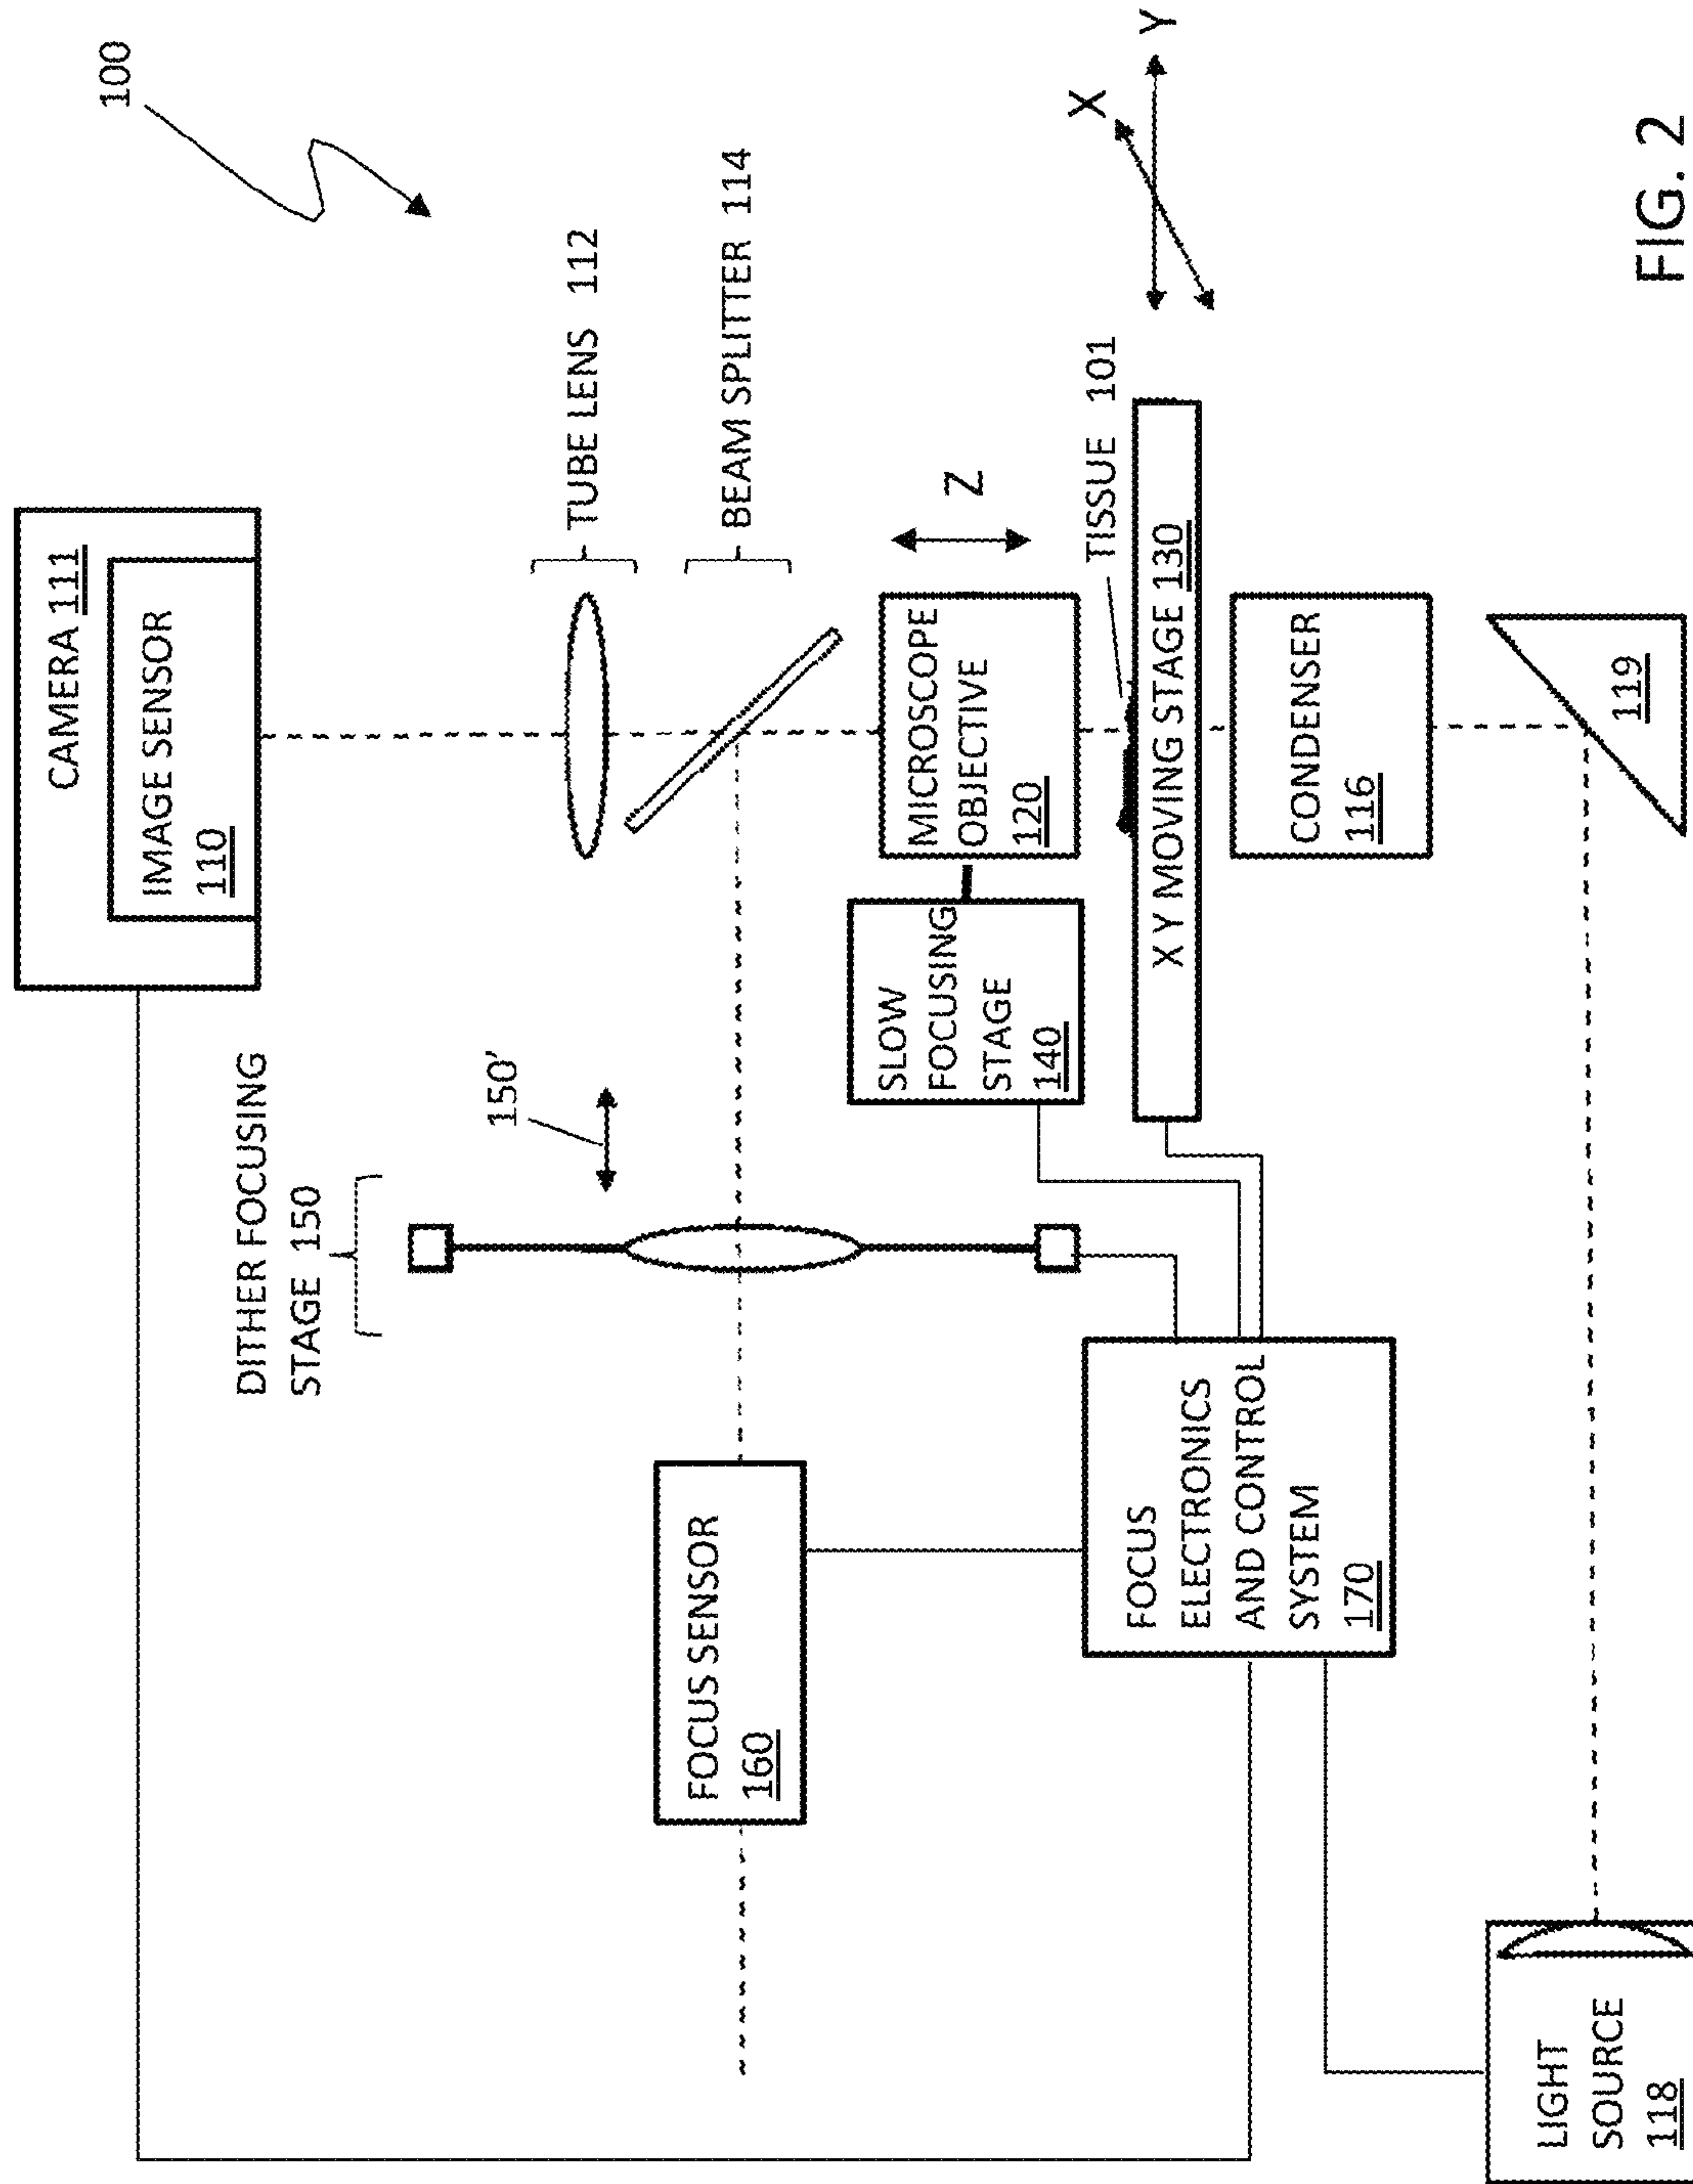 100
CAMERA 111
IMAGE SENSOR
110
TUBE LENS 112
BEAM SPLITTER 114
DITHER FOCUSING
STAGE 150
150'
FOCUS SENSOR
160
MICROSCOPE
OBJECTIVE
120
Z
SLOW
FOCUSING
STAGE
140
TISSUE 101
X
Y
X Y MOVING STAGE 130
FOCUS
ELECTRONICS
AND CONTROL
SYSTEM
170
CONDENSER
116
LIGHT
SOURCE
118
119
FIG. 2